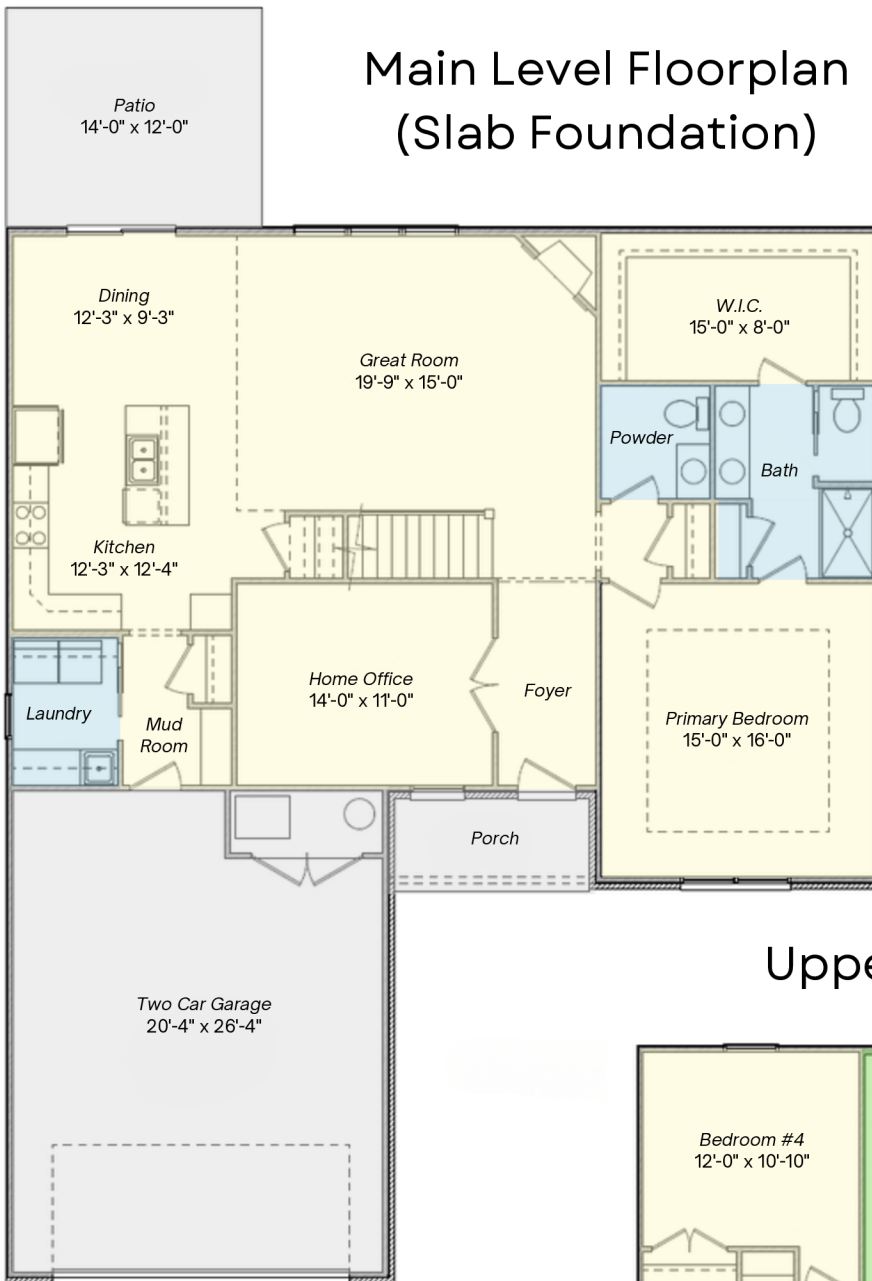 Main Level Floorplan
(Slab Foundation)
Patio
14'-0" x 12'-0"
Dining
12'-3" x 9'-3"
Great Room
19'-9" x 15'-0"
W.I.C.
15'-0" x 8'-0"
Powder
Bath
Kitchen
12'-3" x 12'-4"
Laundry
Mud
Room
Home Office
14'-0" x 11'-0"
Foyer
Primary Bedroom
15'-0" x 16'-0"
Porch
Two Car Garage
20'-4" x 26'-4"
Uppe
Bedroom #4
12'-0" x 10'-10"